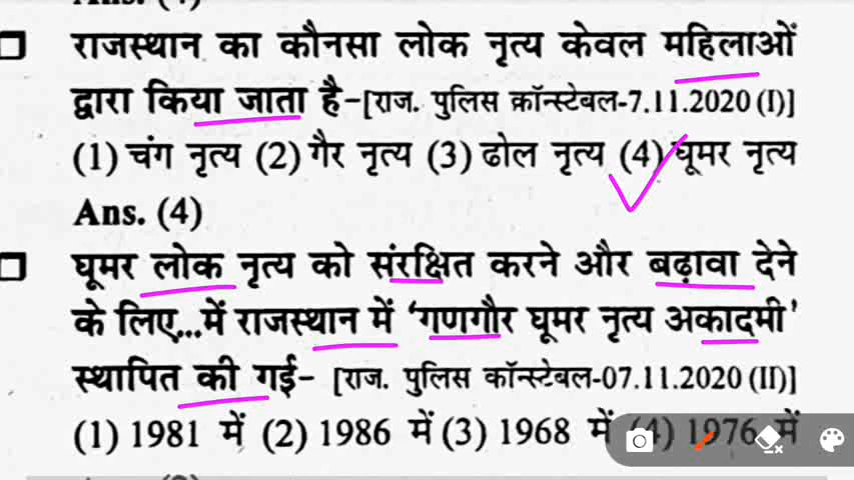 Ans. (4)
राजस्थान का कौनसा लोक नृत्य केवल महिलाओं
द्वारा किया जाता है-[राज. पुलिस क्रॉन्स्टेबल-7.11.2020 (I)]
(1) चंग नृत्य (2) गैर नृत्य (3) ढोल नृत्य (4) घूमर नृत्य
Ans. (4)
घूमर लोक नृत्य को संरक्षित करने और बढ़ावा देने
के लिए...में राजस्थान में ‘गणगौर घूमर नृत्य अकादमी’
स्थापित की गई- [राज. पुलिस कॉन्स्टेबल-07.11.2020 (II)]
(1) 1981 में (2) 1986 में (3) 1968 में (4) 1976 में